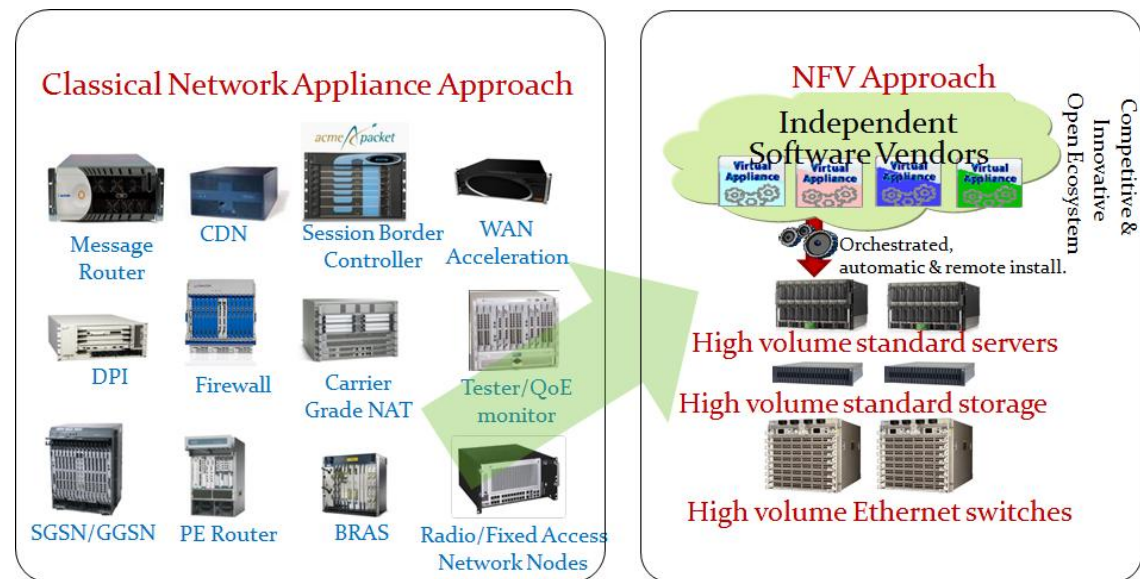 Classical Network Appliance Approach
acme packet
Message
Router
CDN
Session Border
Controller
WAN
Acceleration
DPI
Firewall
Carrier
Grade NAT
Tester/QoE
monitor
SGSN/GGSN
PE Router
BRAS
Radio/Fixed Access
Network Nodes
NFV Approach
Independent
Software Vendors
Virtual
Appliance
Virtual
Appliance
Virtual
Appliance
Virtual
Appliance
Orchestrated,
automatic & remote install.
High volume standard servers
High volume standard storage
High volume Ethernet switches
Competitive &
Innovative
Open Ecosystem